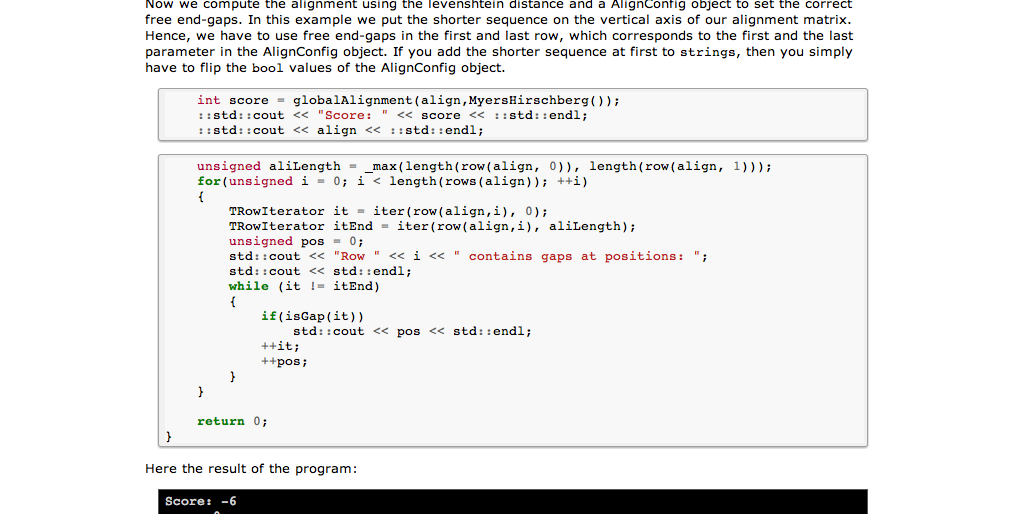 Now we compute the alignment using the levenshtein distance and a AlignConfig object to set the correct
free end-gaps. In this example we put the shorter sequence on the vertical axis of our alignment matrix.
Hence, we have to use free end-gaps in the first and last row, which corresponds to the first and the last
parameter in the AlignConfig object. If you add the shorter sequence at first to strings, then you simply
have to flip the bool values of the AlignConfig object.
int score = globalAlignment(align,MyersHirschberg());
::std::cout << "Score: " << score << ::std::endl;
::std::cout << align << ::std::endl;
unsigned aliLength = _max(length(row(align, 0)), length(row(align, 1)));
for(unsigned i = 0; i < length(rows(align)); ++i)
{
TRowIterator it = iter(row(align,i), 0);
TRowIterator itEnd = iter(row(align,i), aliLength);
unsigned pos = 0;
std::cout << "Row " << i << " contains gaps at positions: ";
std::cout << std::endl;
while (it != itEnd)
{
if(isGap(it))
std::cout << pos << std::endl;
++it;
++pos;
}
}
return 0;
}
Here the result of the program:
Score: -6